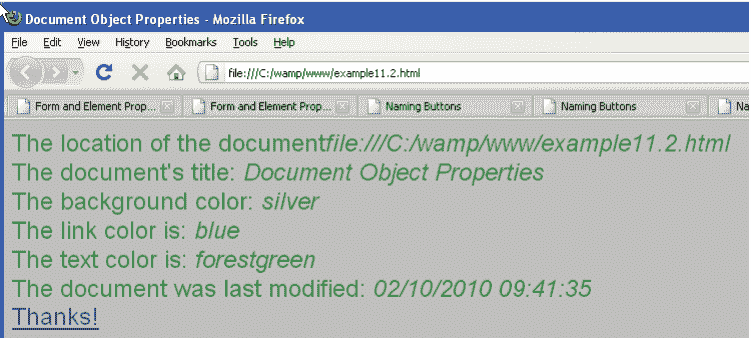 Document Object Properties - Mozilla Firefox
File Edit View History Bookmarks Tools Help
file:///C:/wamp/www/example11.2.html
Form and Element Prop... Form and Element Prop... Naming Buttons Naming Buttons Na
The location of the documentfile:///C:/wamp/www/example11.2.html
The document's title: Document Object Properties
The background color: silver
The link color is: blue
The text color is: forestgreen
The document was last modified: 02/10/2010 09:41:35
Thanks!